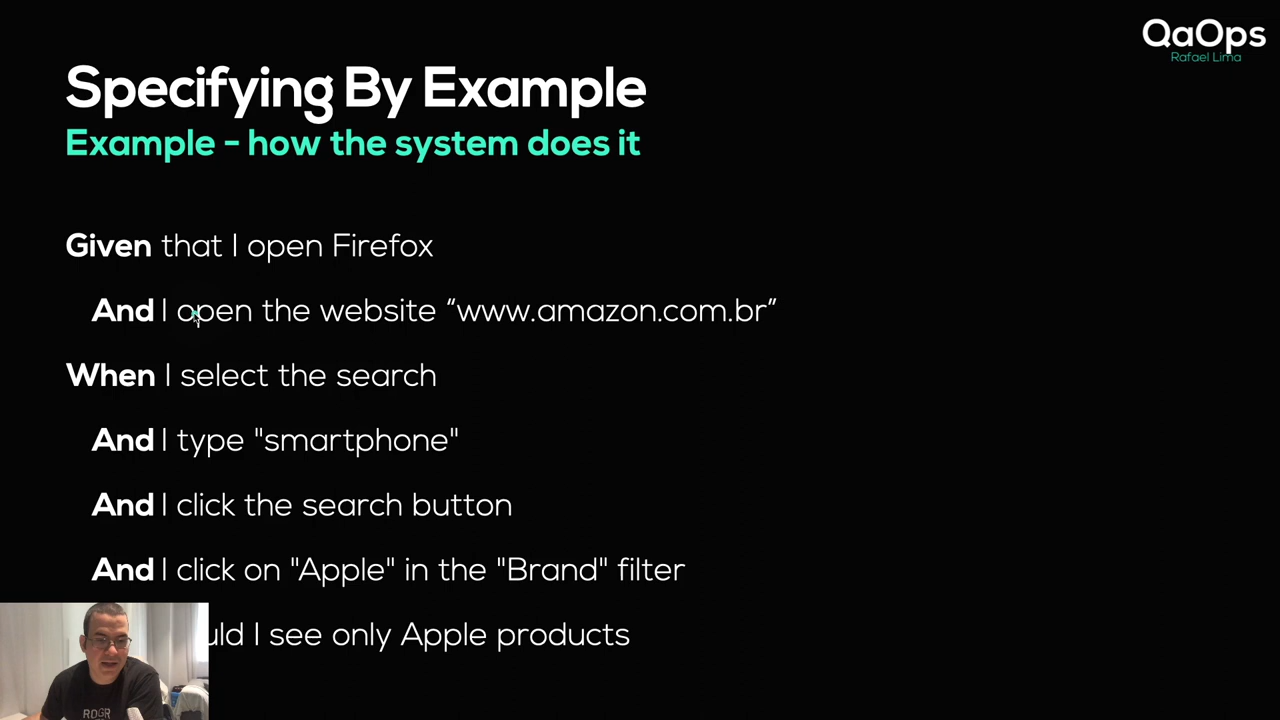 QaOps
Rafael Lima
Specifying By Example
Example - how the system does it
Given that I open Firefox
And I open the website “www.amazon.com.br”
When I select the search
And I type "smartphone"
And I click the search button
And I click on "Apple" in the "Brand" filter
I see only Apple products